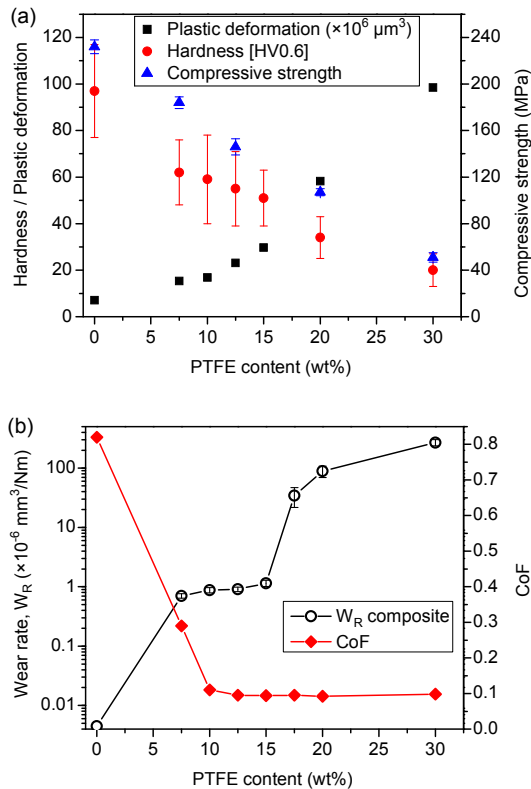 (a)
Plastic deformation (×10⁶ µm³)
Hardness [HV0.6]
Compressive strength
Hardness / Plastic deformation
120
100
80
60
40
20
0
Compressive strength (MPa)
240
200
160
120
80
40
0
0 5 10 15 20 25 30
PTFE content (wt%)
(b)
Wear rate, W_R (×10⁻⁶ mm³/Nm)
100
10
1
0.1
0.01
CoF
0.8
0.7
0.6
0.5
0.4
0.3
0.2
0.1
0.0
W_R composite
CoF
0 5 10 15 20 25 30
PTFE content (wt%)